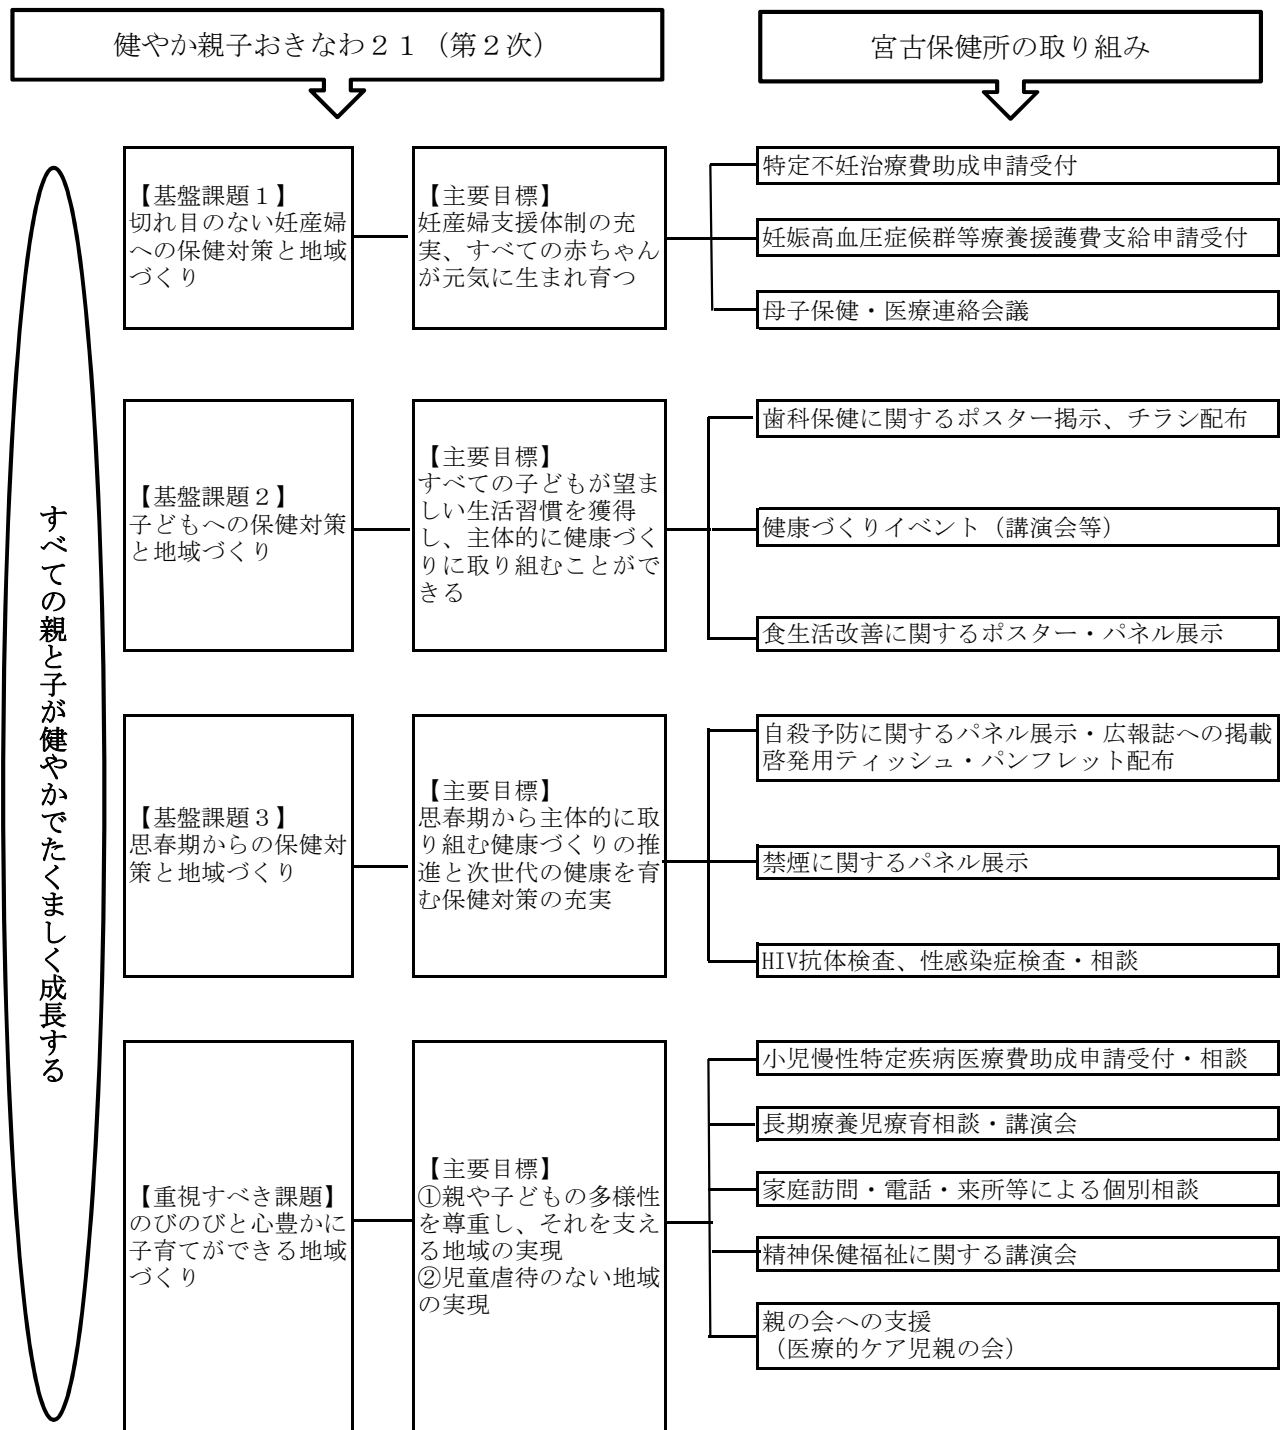 健やか親子おきなわ２１（第２次）
宮古保健所の取り組み
すべての親と子が健やかでたくましく成長する
【基盤課題１】
切れ目のない妊産婦
への保健対策と地域
づくり
【主要目標】
妊産婦支援体制の充
実、すべての赤ちゃん
が元気に生まれ育つ
特定不妊治療費助成申請受付
妊娠高血圧症候群等療養援護費支給申請受付
母子保健・医療連絡会議
【基盤課題２】
子どもへの保健対策
と地域づくり
【主要目標】
すべての子どもが望ま
しい生活習慣を獲得
し、主体的に健康づく
りに取り組むことがで
きる
歯科保健に関するポスター掲示、チラシ配布
健康づくりイベント（講演会等）
食生活改善に関するポスター・パネル展示
【基盤課題３】
思春期からの保健対
策と地域づくり
【主要目標】
思春期から主体的に取
り組む健康づくりの推
進と次世代の健康を育
む保健対策の充実
自殺予防に関するパネル展示・広報誌への掲載
啓発用ティッシュ・パンフレット配布
禁煙に関するパネル展示
HIV抗体検査、性感染症検査・相談
【重視すべき課題】
のびのびと心豊かに
子育てができる地域
づくり
【主要目標】
①親や子どもの多様性
を尊重し、それを支え
る地域の実現
②児童虐待のない地域
の実現
小児慢性特定疾病医療費助成申請受付・相談
長期療養児療育相談・講演会
家庭訪問・電話・来所等による個別相談
精神保健福祉に関する講演会
親の会への支援
（医療的ケア児親の会）